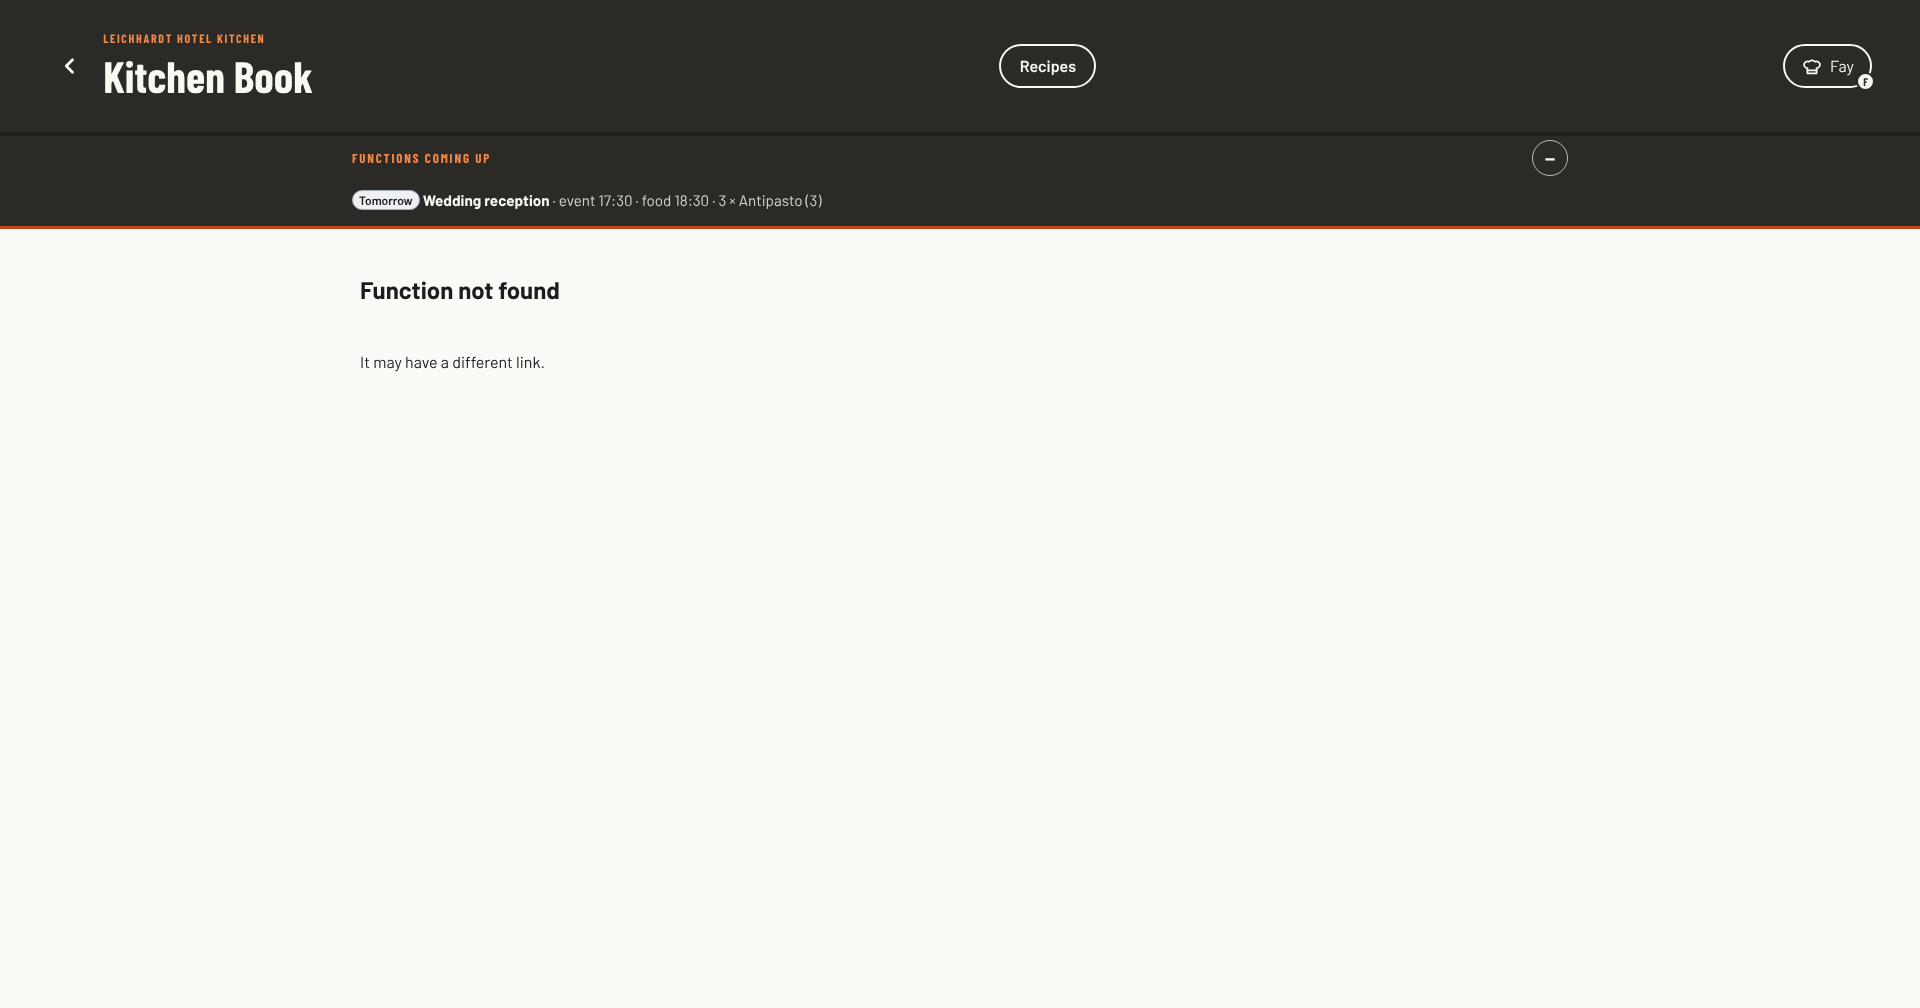 LEICHHARDT HOTEL KITCHEN
Kitchen Book
Recipes
Fay
F
FUNCTIONS COMING UP
–
Tomorrow Wedding reception · event 17:30 · food 18:30 · 3 × Antipasto (3)
Function not found
It may have a different link.